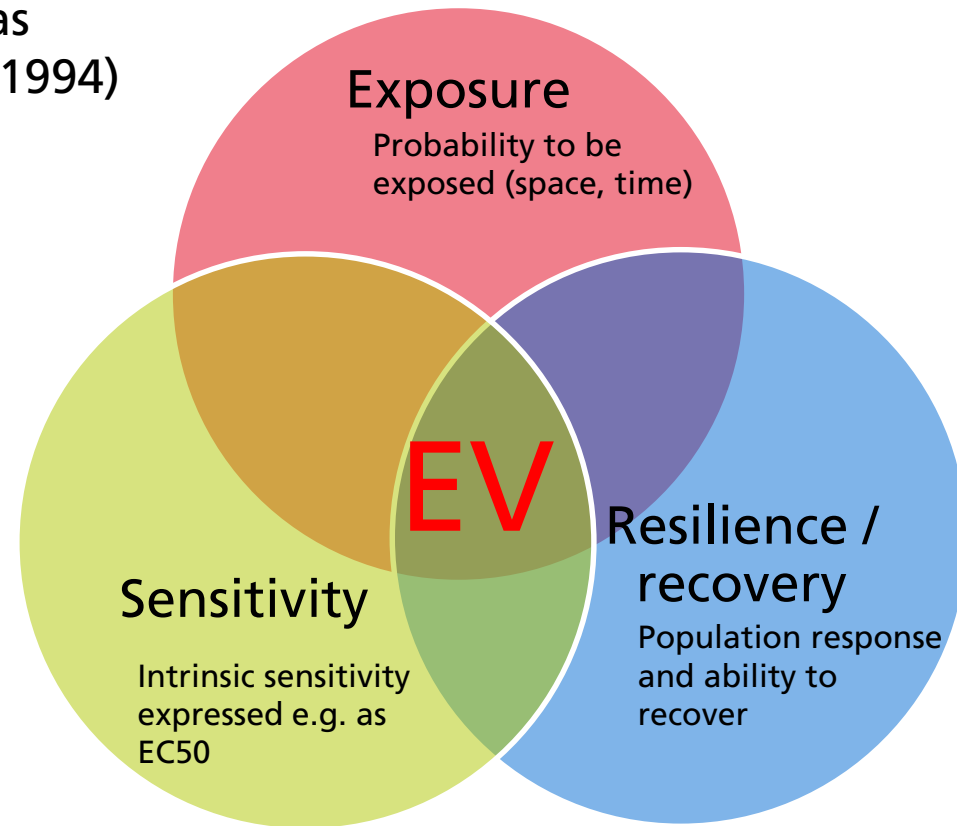 as
1994)
Exposure
Probability to be
exposed (space, time)
EV
Sensitivity
Intrinsic sensitivity
expressed e.g. as
EC50
Resilience /
recovery
Population response
and ability to
recover